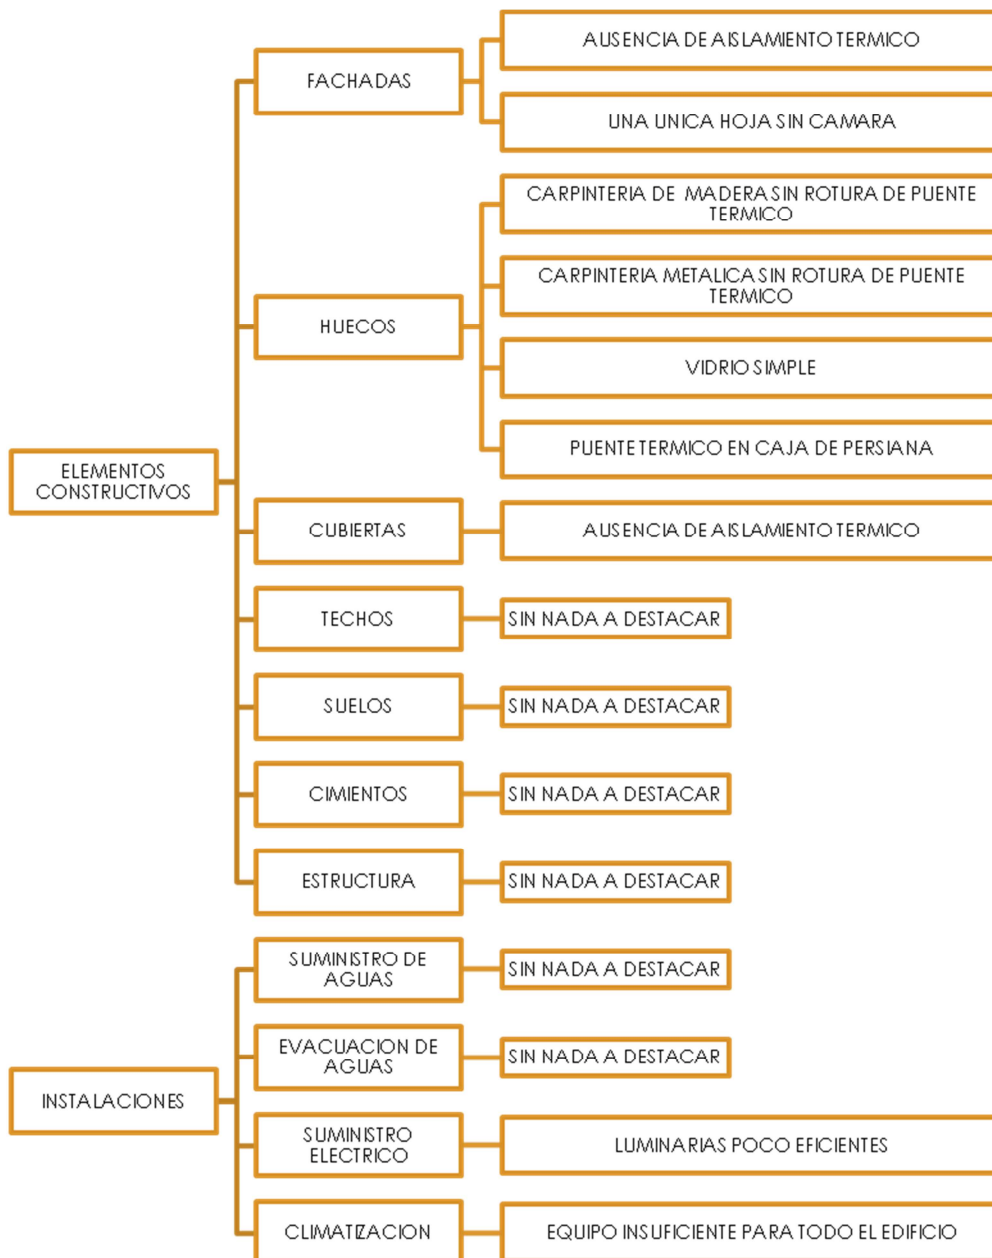 ELEMENTOS
CONSTRUCTIVOS
FACHADAS
AUSENCIA DE AISLAMIENTO TERMICO
UNA UNICA HOJA SIN CAMARA
HUECOS
CARPINTERIA DE MADERA SIN ROTURA DE PUENTE
TERMICO
CARPINTERIA METALICA SIN ROTURA DE PUENTE
TERMICO
VIDRIO SIMPLE
PUENTE TERMICO EN CAJA DE PERSIANA
CUBIERTAS
AUSENCIA DE AISLAMIENTO TERMICO
TECHOS
SIN NADA A DESTACAR
SUELOS
SIN NADA A DESTACAR
CIMIENTOS
SIN NADA A DESTACAR
ESTRUCTURA
SIN NADA A DESTACAR
INSTALACIONES
SUMINISTRO DE
AGUAS
SIN NADA A DESTACAR
EVACUACION DE
AGUAS
SIN NADA A DESTACAR
SUMINISTRO
ELECTRICO
LUMINARIAS POCO EFICIENTES
CLIMATIZACION
EQUIPO INSUFICIENTE PARA TODO EL EDIFICIO